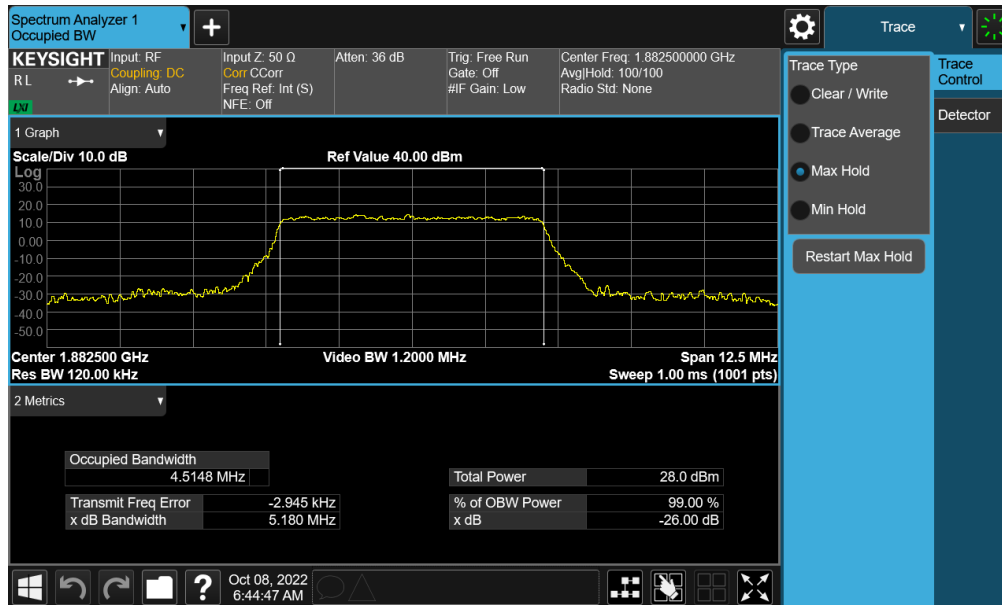 Spectrum Analyzer 1
Occupied BW
+
Trace
KEYSIGHT
R L
LXI
Input: RF
Coupling: DC
Align: Auto
Input Z: 50 Ω
Corr CCorr
Freq Ref: Int (S)
NFE: Off
Atten: 36 dB
Trig: Free Run
Gate: Off
#IF Gain: Low
Center Freq: 1.882500000 GHz
Avg|Hold: 100/100
Radio Std: None
Trace Type
Clear / Write
Trace Average
Max Hold
Min Hold
Restart Max Hold
Trace
Control
Detector
1 Graph
Scale/Div 10.0 dB
Ref Value 40.00 dBm
Log
30.0
20.0
10.0
0.00
-10.0
-20.0
-30.0
-40.0
-50.0
Center 1.882500 GHz
Video BW 1.2000 MHz
Span 12.5 MHz
Res BW 120.00 kHz
Sweep 1.00 ms (1001 pts)
2 Metrics
Occupied Bandwidth
4.5148 MHz
Total Power 28.0 dBm
Transmit Freq Error -2.945 kHz
% of OBW Power 99.00 %
x dB Bandwidth 5.180 MHz
x dB -26.00 dB
?
Oct 08, 2022
6:44:47 AM